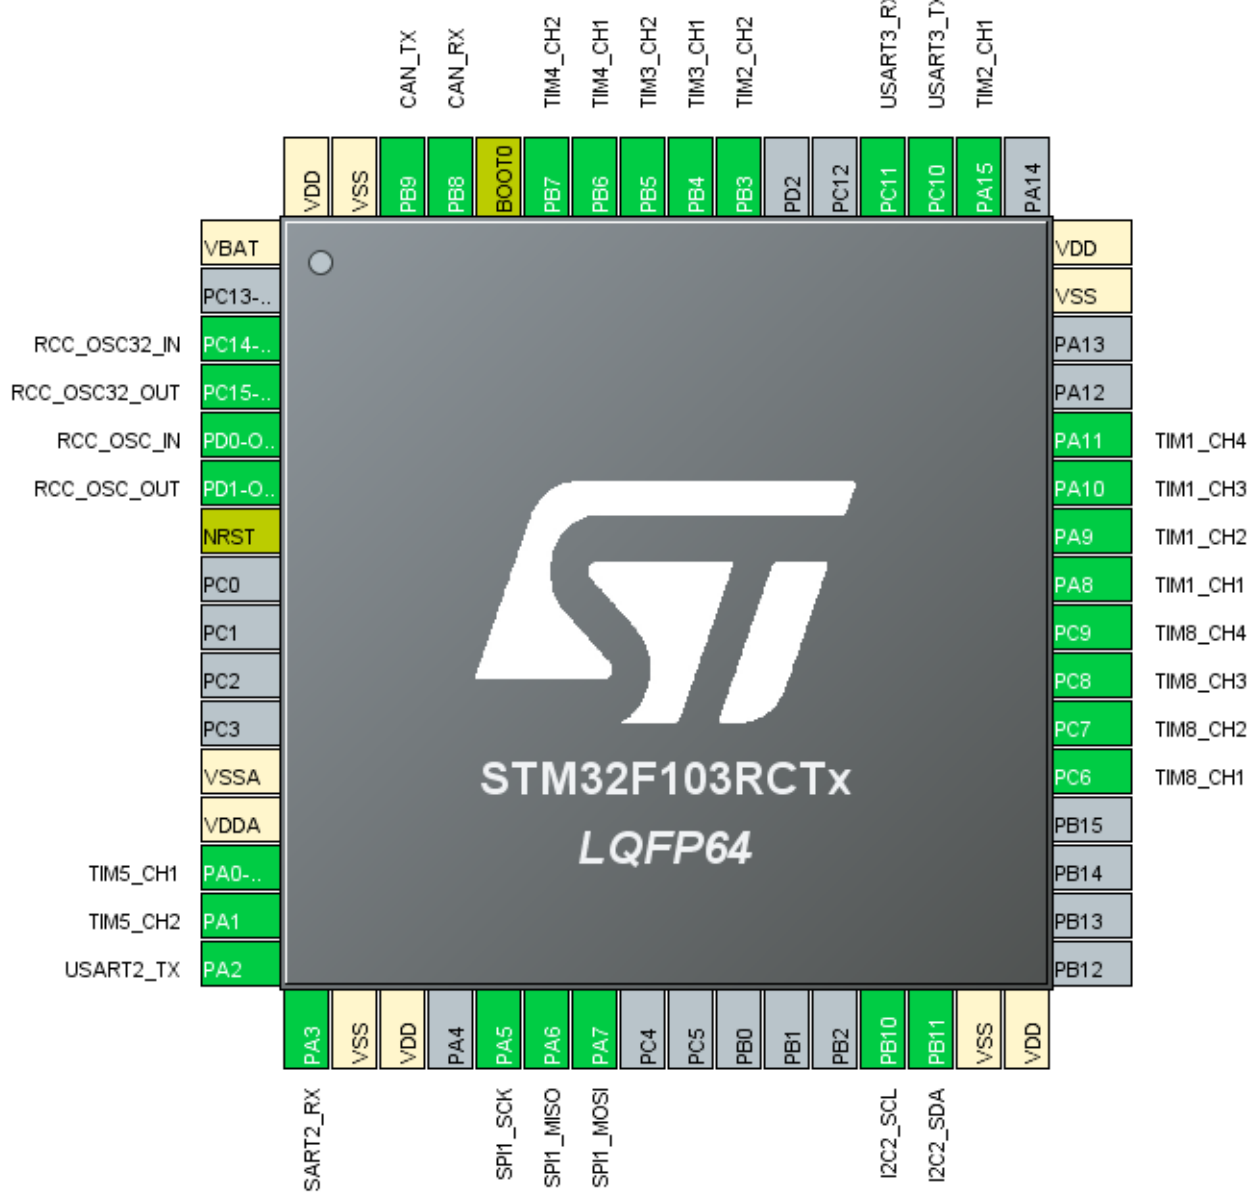 CAN_TX
CAN_RX
TIM4_CH2
TIM4_CH1
TIM3_CH2
TIM3_CH1
TIM2_CH2
USART3_RX
USART3_TX
TIM2_CH1
VDD
VSS
PB9
PB8
BOOT0
PB7
PB6
PB5
PB4
PB3
PD2
PC12
PC11
PC10
PA15
PA14
VBAT
PC13-..
RCC_OSC32_IN PC14-..
RCC_OSC32_OUT PC15-..
RCC_OSC_IN PD0-O..
RCC_OSC_OUT PD1-O..
NRST
PC0
PC1
PC2
PC3
VSSA
VDDA
TIM5_CH1 PA0-..
TIM5_CH2 PA1
USART2_TX PA2
STM32F103RCTx
LQFP64
VDD
VSS
PA13
PA12
PA11 TIM1_CH4
PA10 TIM1_CH3
PA9 TIM1_CH2
PA8 TIM1_CH1
PC9 TIM8_CH4
PC8 TIM8_CH3
PC7 TIM8_CH2
PC6 TIM8_CH1
PB15
PB14
PB13
PB12
PA3
VSS
VDD
PA4
PA5
PA6
PA7
PC4
PC5
PB0
PB1
PB2
PB10
PB11
VSS
VDD
SART2_RX
SPI1_SCK
SPI1_MISO
SPI1_MOSI
I2C2_SCL
I2C2_SDA